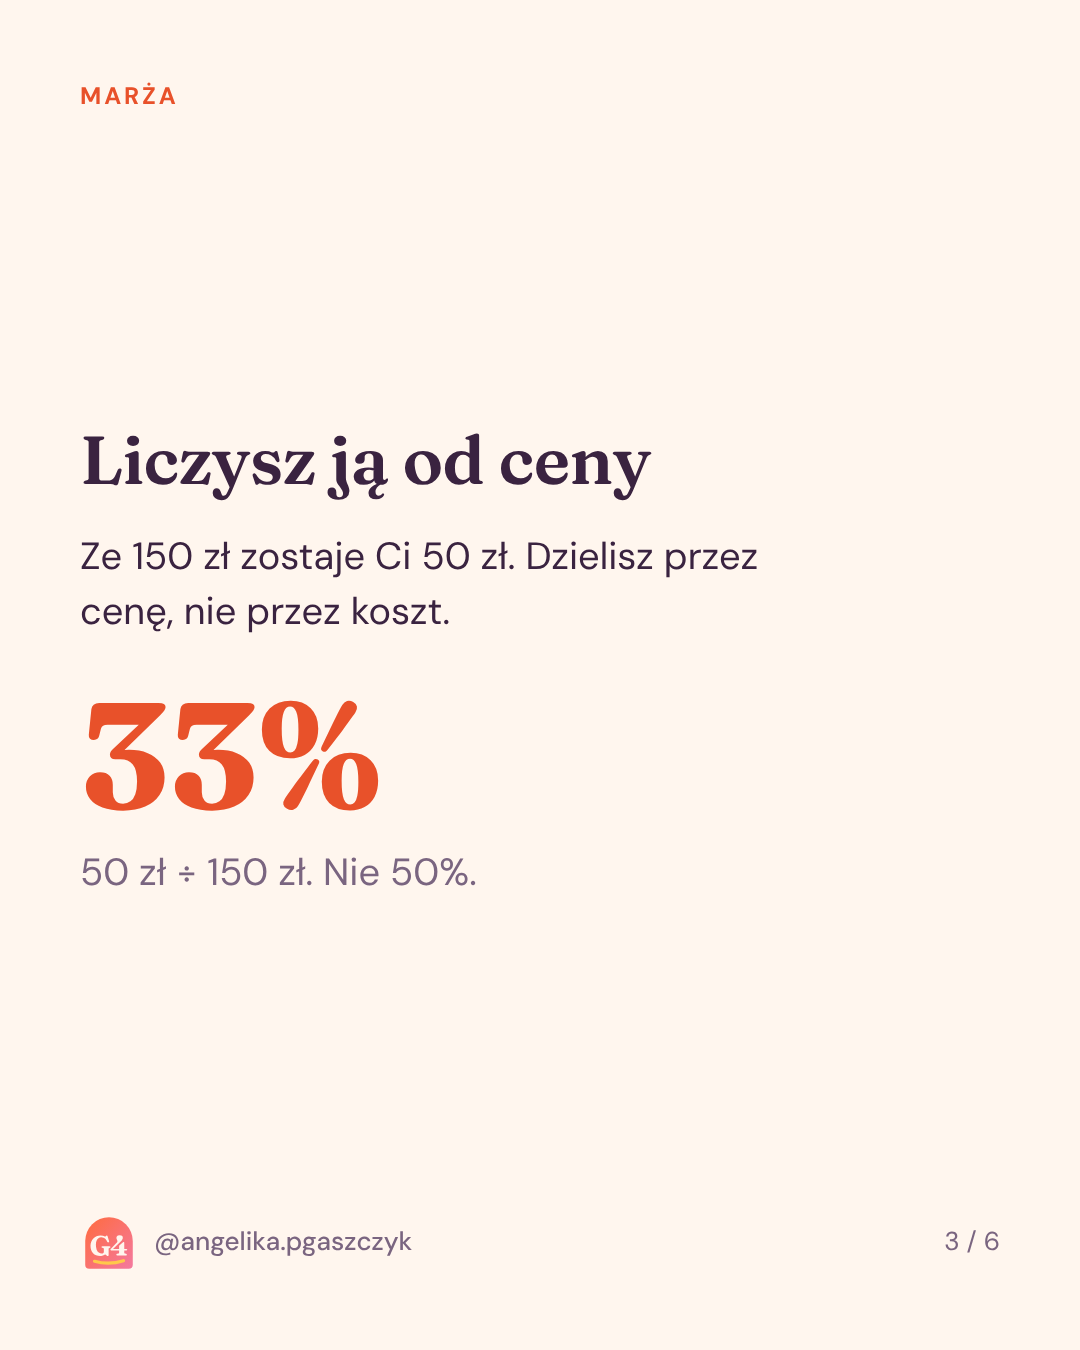 MARŻA
Liczysz ją od ceny
Ze 150 zł zostaje Ci 50 zł. Dzielisz przez
cenę, nie przez koszt.
33%
50 zł ÷ 150 zł. Nie 50%.
G4 @angelika.pgaszczyk 3 / 6